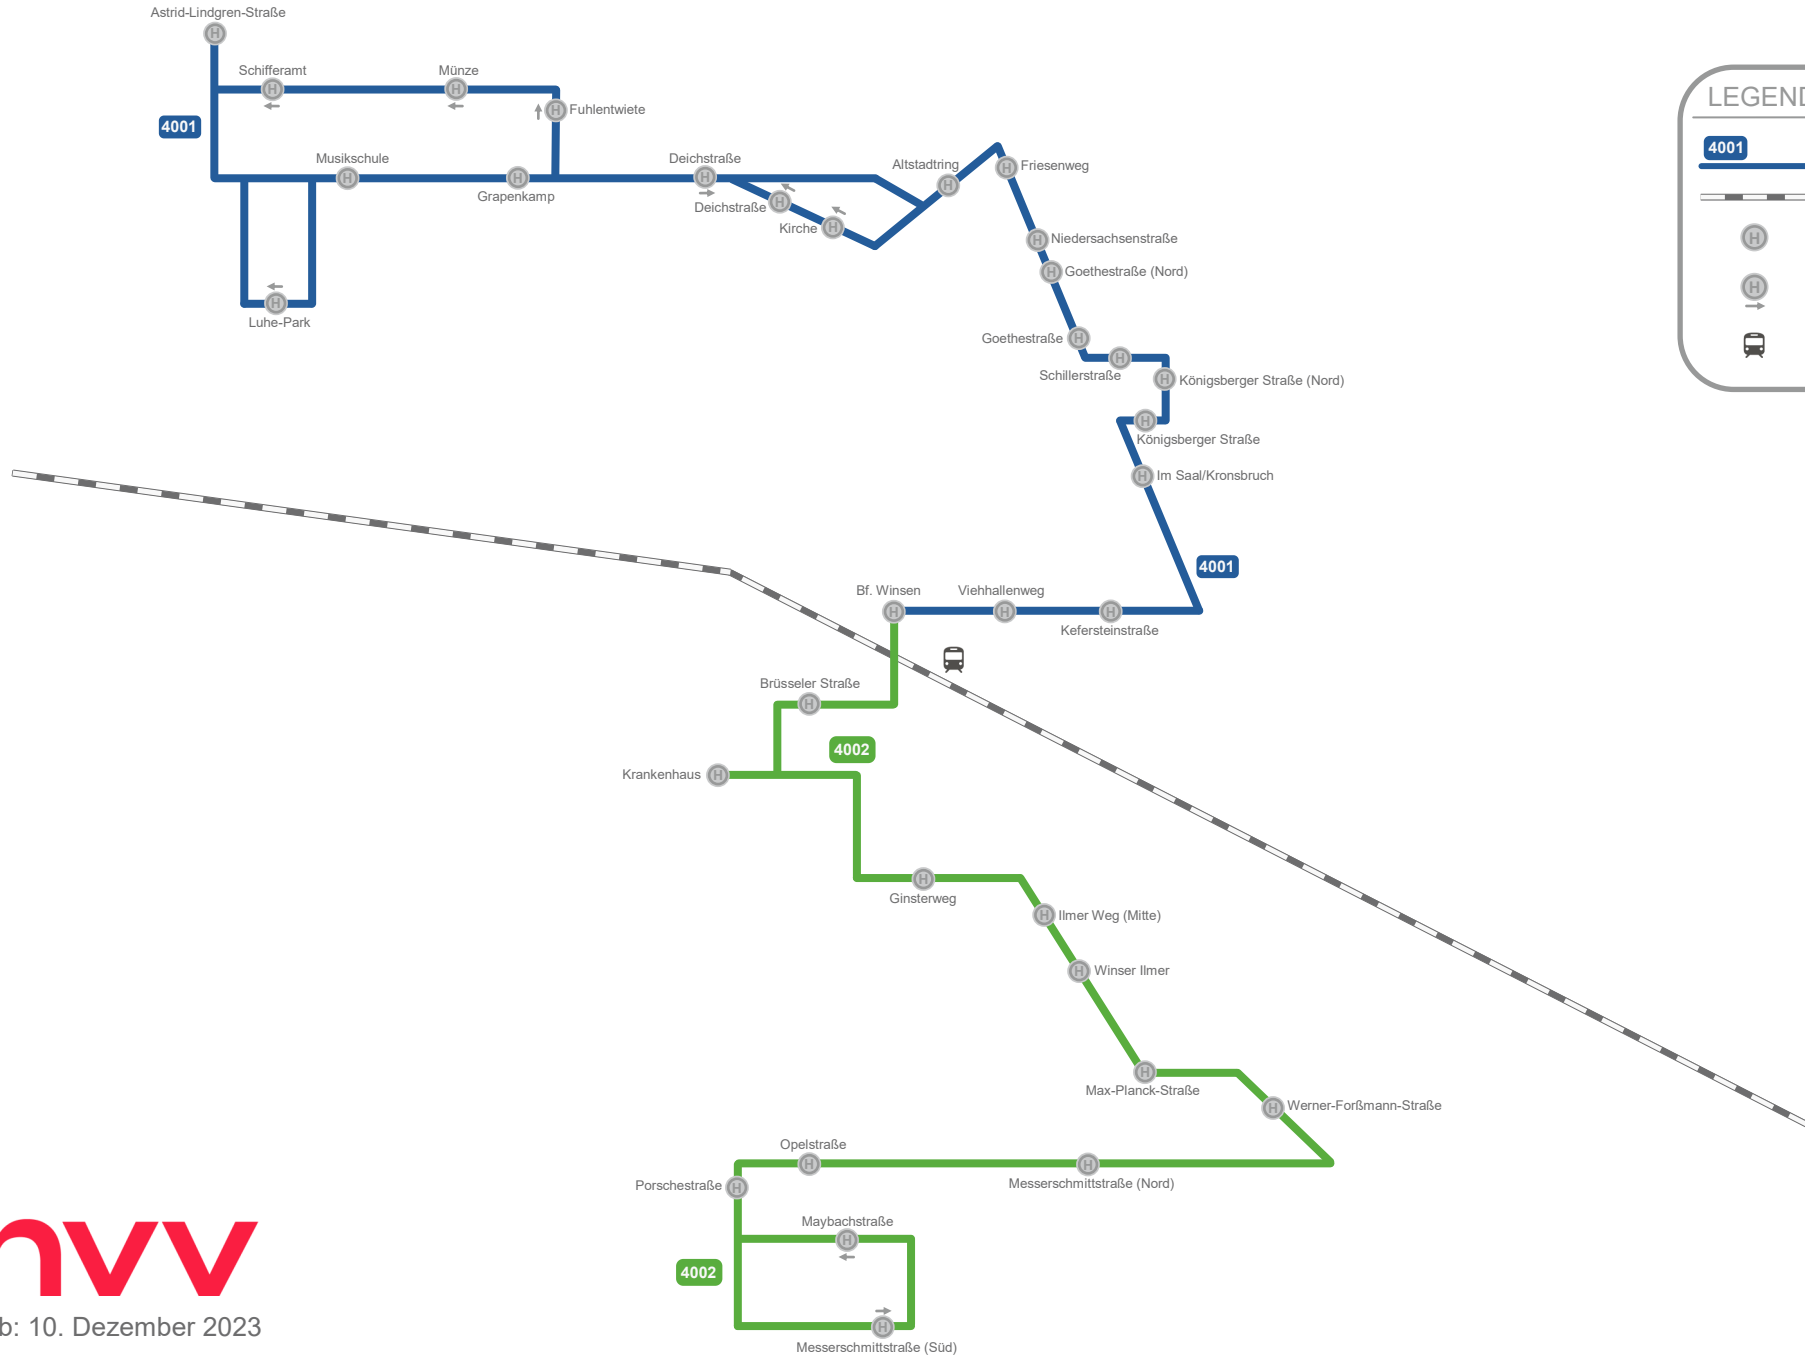 Astrid-Lindgren-Straße
Schifferamt
Münze
H Fuhlentwiete
4001
Musikschule
Grapenkamp
Deichstraße
Deichstraße
Kirche
Altstadtring
Friesenweg
Luhe-Park
Niedersachsenstraße
Goethestraße (Nord)
Goethestraße
Schillerstraße
Königsberger Straße (Nord)
Königsberger Straße
Im Saal/Kronsbruch
4001
Bf. Winsen
Viehhallenweg
Kefersteinstraße
Brüsseler Straße
4002
Krankenhaus
Ginsterweg
Ilmer Weg (Mitte)
Winser Ilmer
Max-Planck-Straße
Werner-Forßmann-Straße
Opelstraße
Messerschmittstraße (Nord)
Porschestraße
Maybachstraße
4002
Messerschmittstraße (Süd)
LEGEND
4001
H
H
hvv
b: 10. Dezember 2023